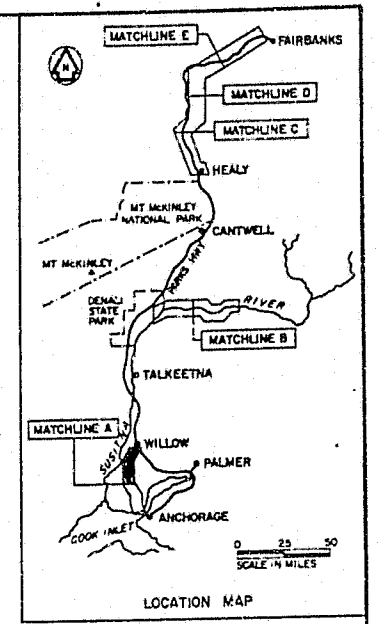 MATCHLINE E
FAIRBANKS
N
MATCHLINE D
MATCHLINE C
HEALY
MT McKINLEY
NATIONAL PARK
CANTWELL
MT McKINLEY
PARKS HWY
DENALI
STATE
PARK
RIVER
MATCHLINE B
TALKEETNA
MATCHLINE A
WILLOW
SUSITNA
PALMER
ANCHORAGE
COOK INLET
0 25 50
SCALE IN MILES
LOCATION MAP